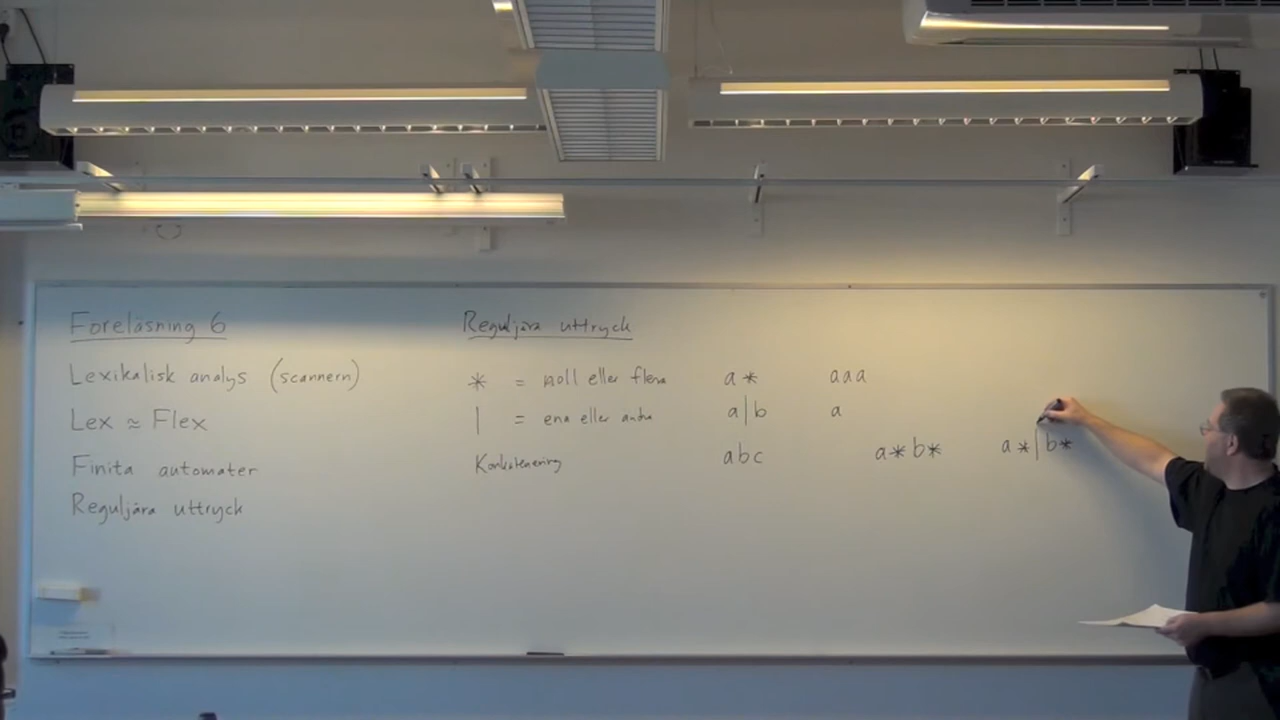 Föreläsning 6
Lexikalisk analys (scannern)
Lex ≈ Flex
Finita automater
Reguljära uttryck
Reguljära uttryck
* = noll eller flera a* aaa
| = ena eller andra a|b a
Konkatenering abc a*b* a*|b*